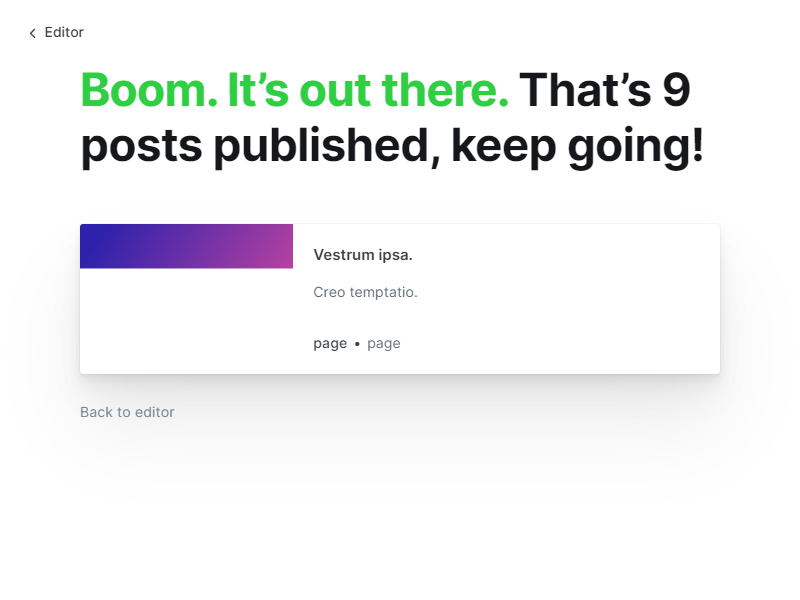 Editor
Boom. It’s out there. That’s 9
posts published, keep going!
Vestrum ipsa.
Creo temptatio.
page • page
Back to editor